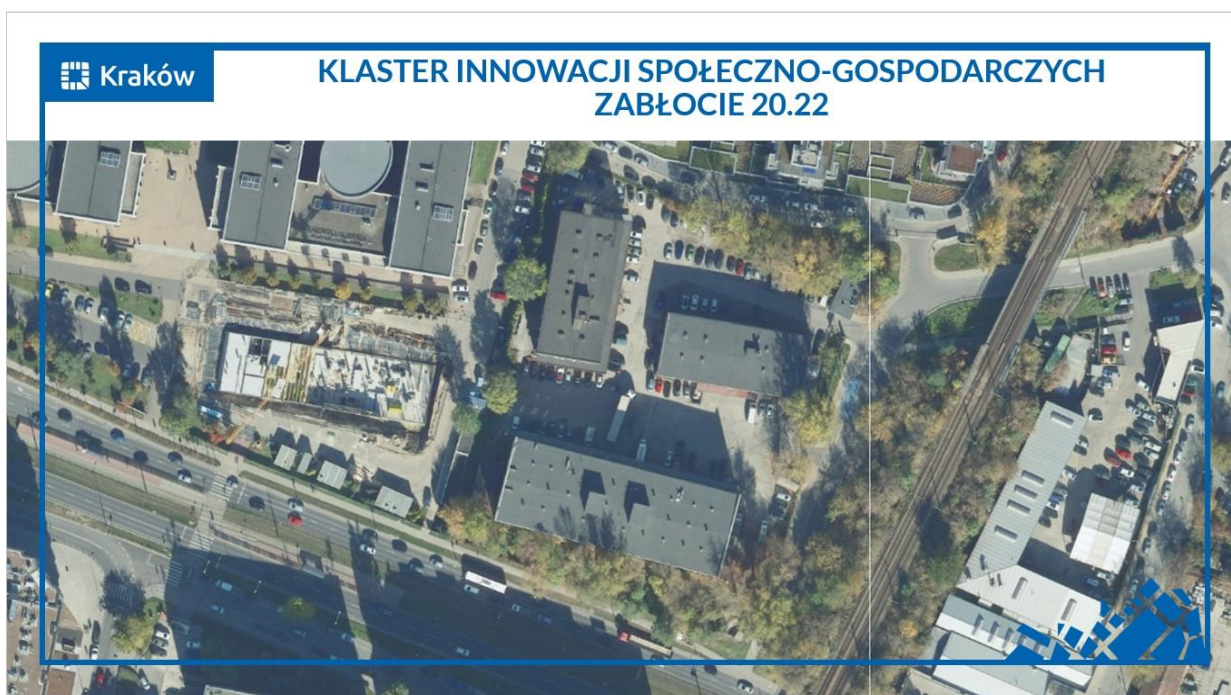 Kraków
KLASTER INNOWACJI SPOŁECZNO-GOSPODARCZYCH
ZABŁOCIE 20.22